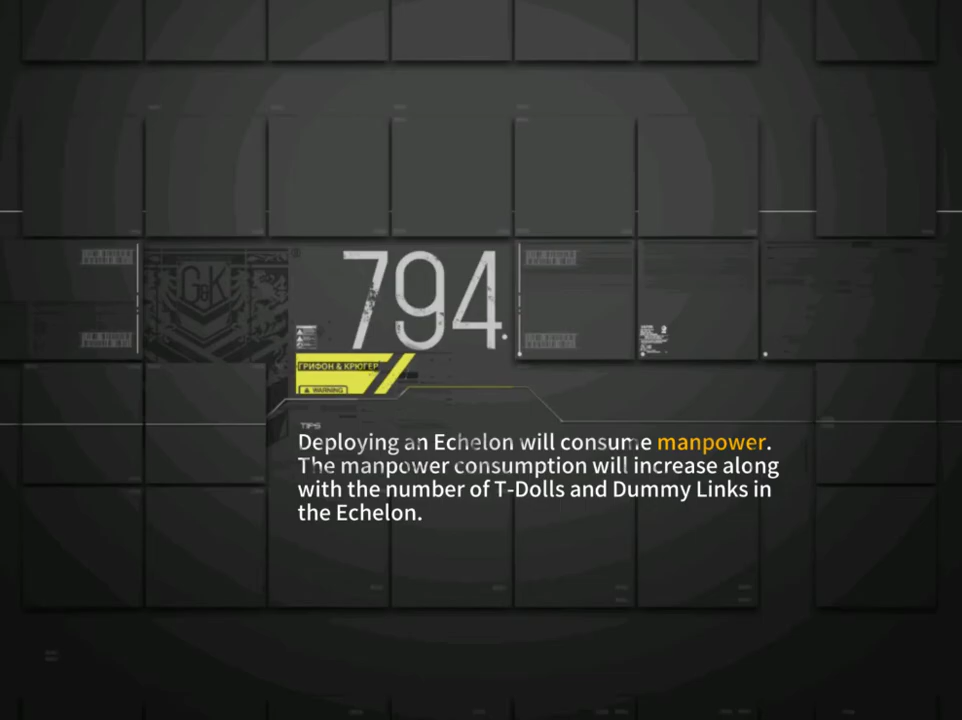 G&K
794.
ГРИФОН & КРЮГЕР
WARNING
TIPS
Deploying an Echelon will consume manpower.
The manpower consumption will increase along
with the number of T-Dolls and Dummy Links in
the Echelon.